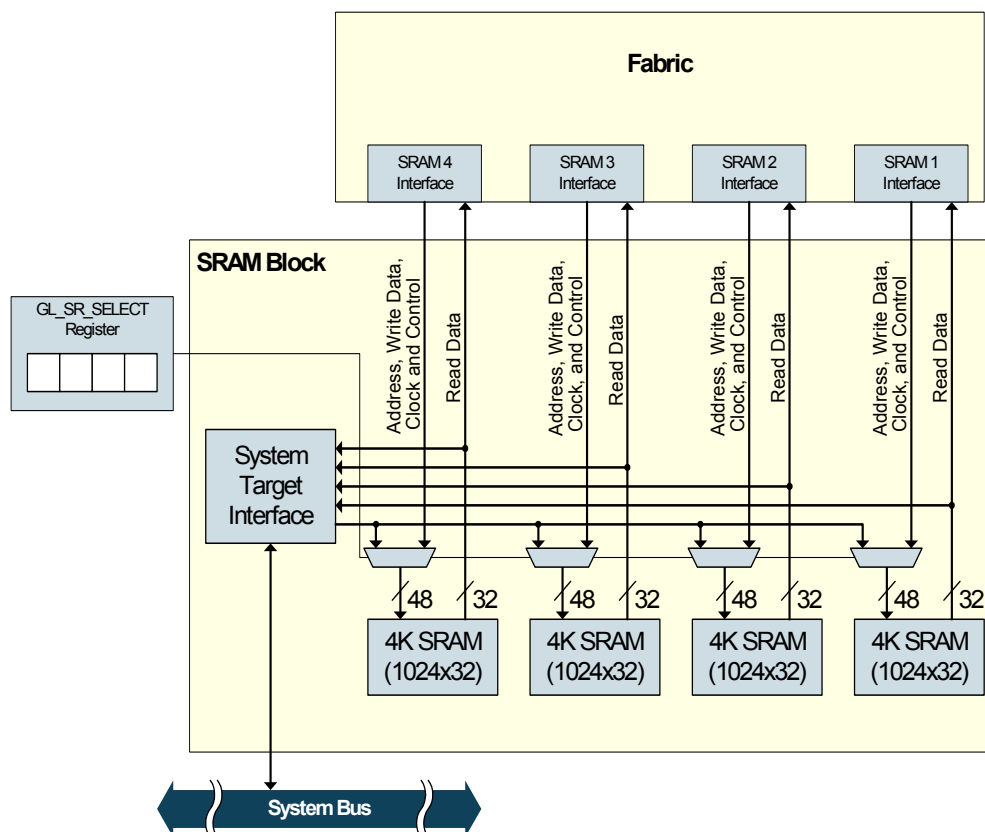 Fabric
SRAM 4
Interface
SRAM 3
Interface
SRAM 2
Interface
SRAM 1
Interface
SRAM Block
GL_SR_SELECT
Register
Address, Write Data,
Clock, and Control
Read Data
Address, Write Data,
Clock, and Control
Read Data
Address, Write Data,
Clock, and Control
Read Data
Address, Write Data,
Clock, and Control
Read Data
System
Target
Interface
48
32
48
32
48
32
48
32
4K SRAM
(1024x32)
4K SRAM
(1024x32)
4K SRAM
(1024x32)
4K SRAM
(1024x32)
System Bus